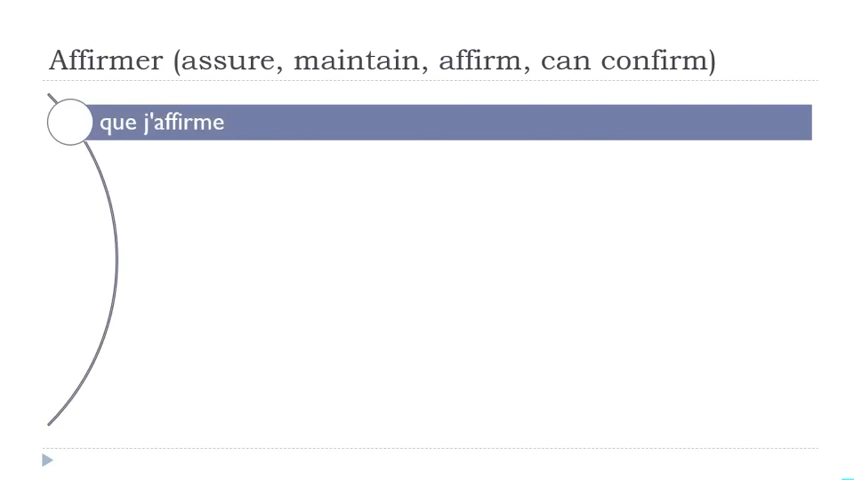 Affirmer (assure, maintain, affirm, can confirm)
que j'affirme